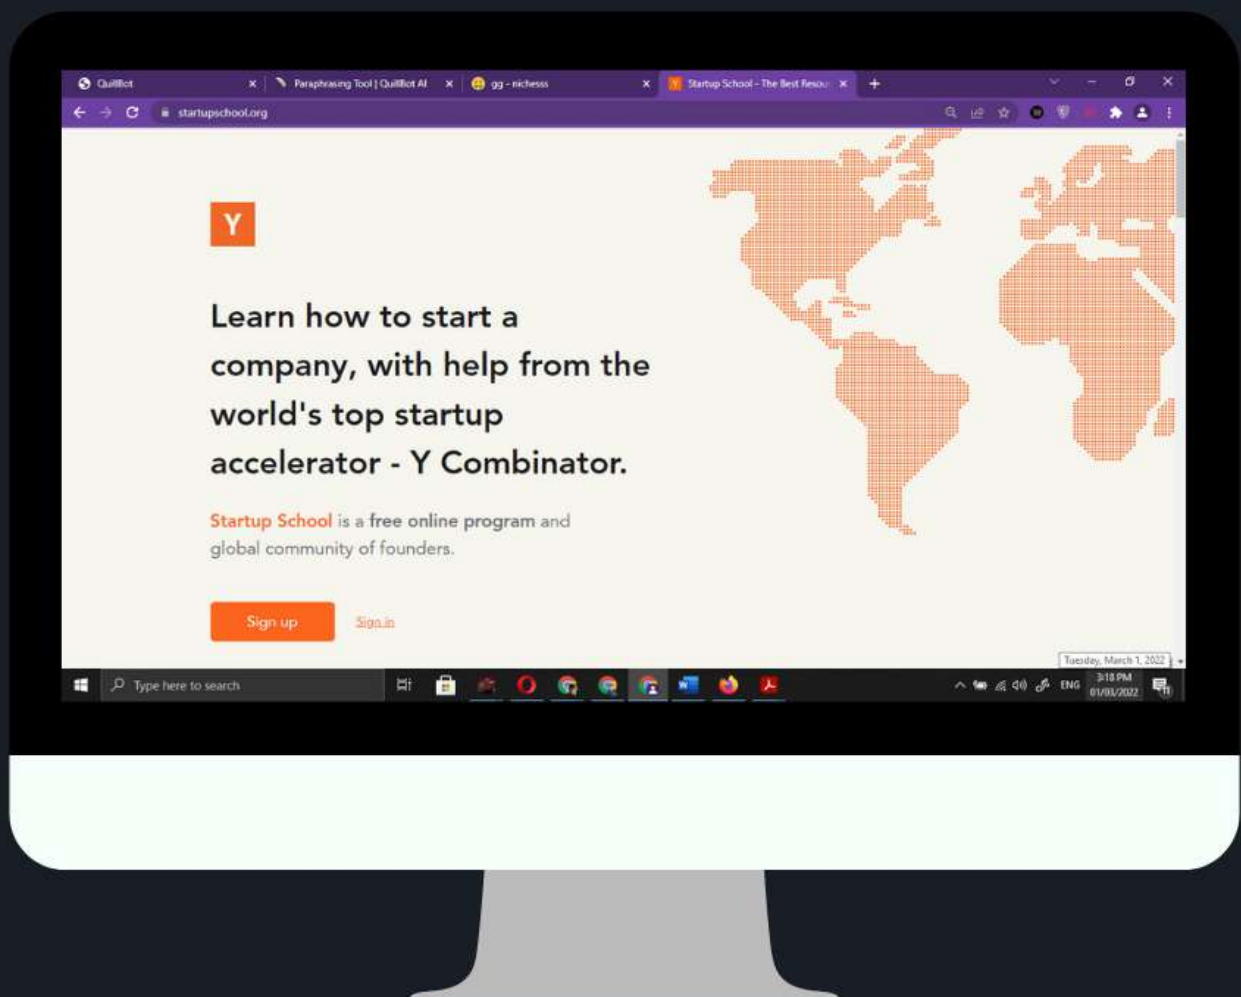 QuillBot
Paraphrasing Tool | QuillBot AI
gg - nichesss
Startup School - The Best Resou
startupschool.org
Y
Learn how to start a
company, with help from the
world's top startup
accelerator - Y Combinator.
Startup School is a free online program and
global community of founders.
Sign up
Sign in
Tuesday, March 1, 2022
Type here to search
ENG
3:18 PM
01/03/2022